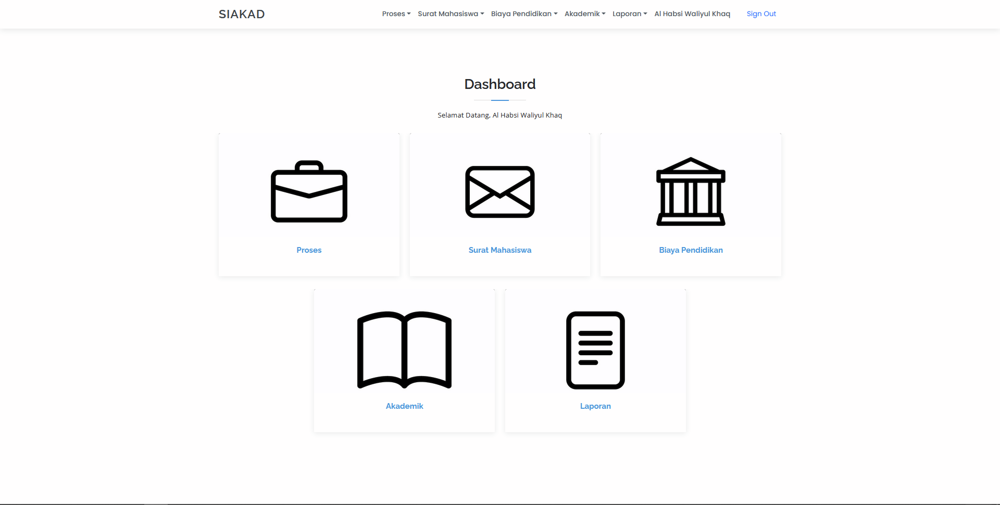 SIAKAD
Proses Surat Mahasiswa Biaya Pendidikan Akademik Laporan Al Habsi Waliyul Khaq Sign Out
Dashboard
Selamat Datang, Al Habsi Waliyul Khaq
Proses
Surat Mahasiswa
Biaya Pendidikan
Akademik
Laporan